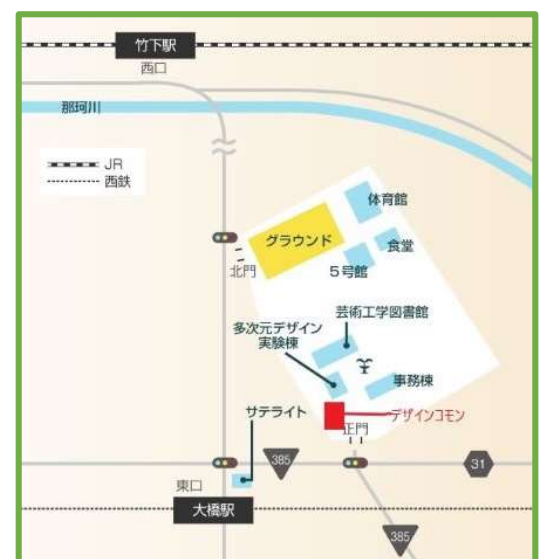 竹下駅
西口
那珂川
JR
西鉄
体育館
グラウンド
食堂
北門
5号館
芸術工学図書館
多次元デザイン
実験棟
事務棟
サテライト
デザインコモン
正門
385
31
東口
大橋駅
385